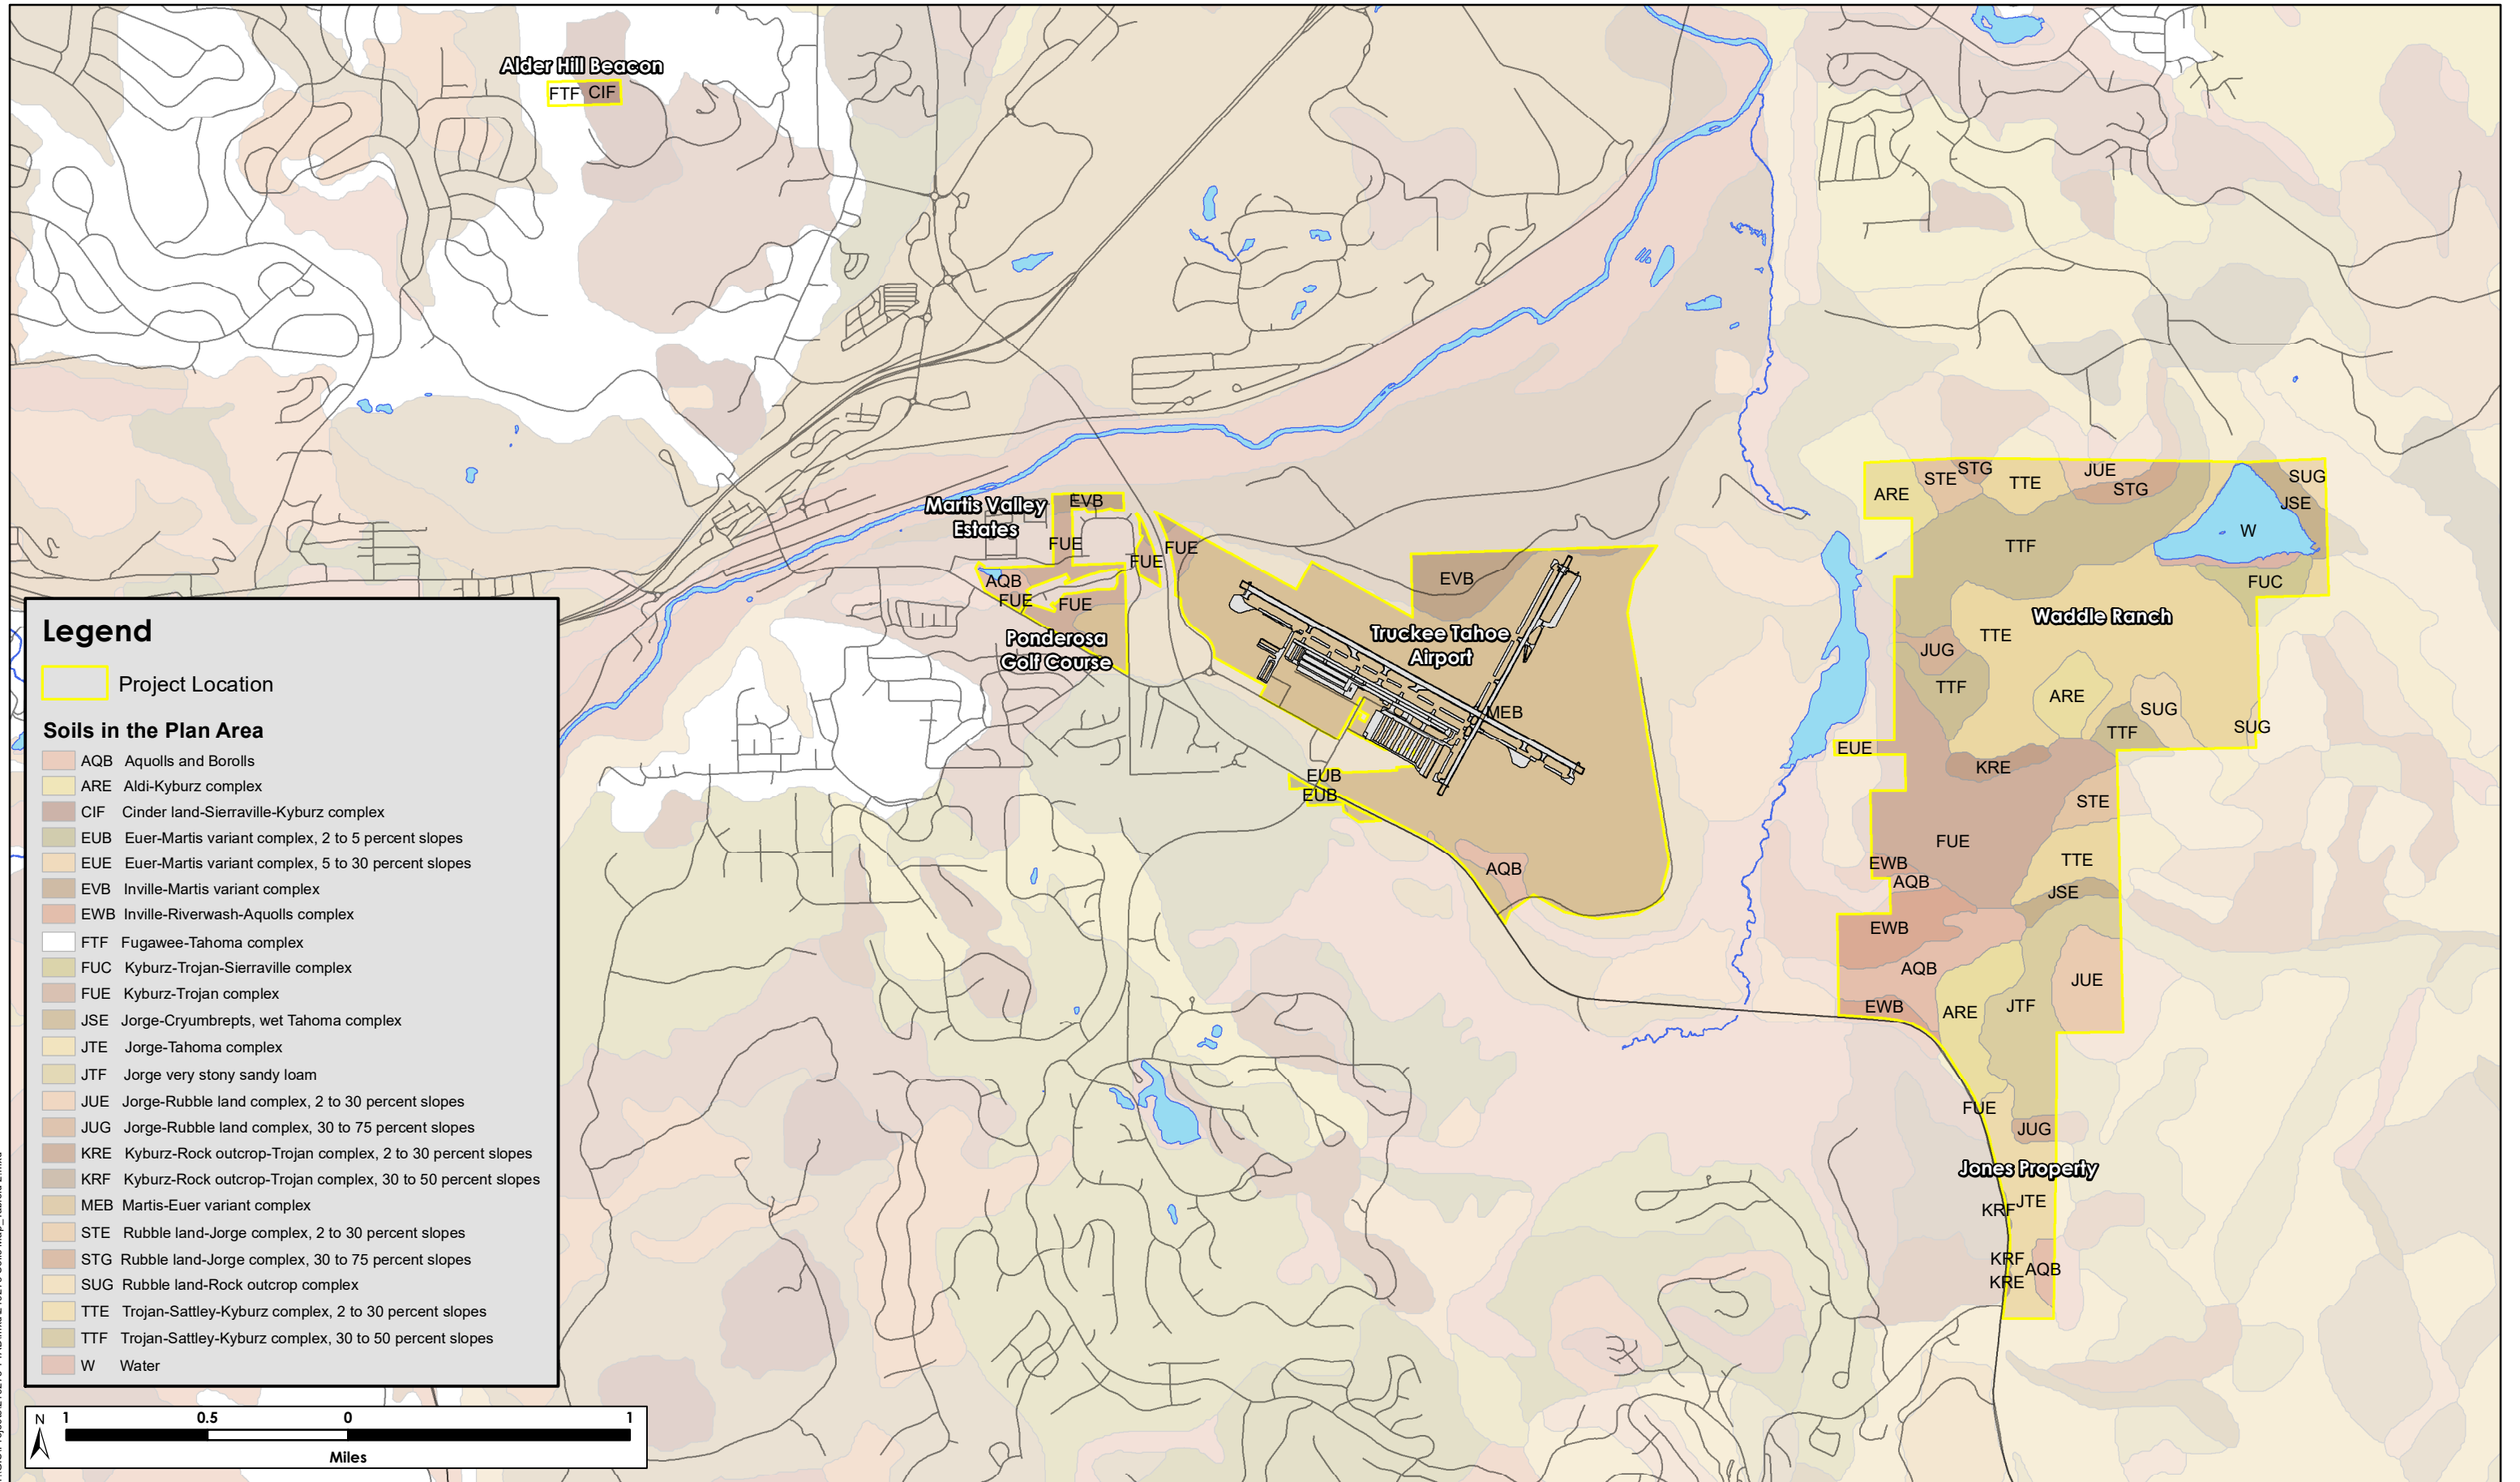 Alder Hill Beacon
FTF CIF
Martis Valley
Estates
EVB
FUE
FUE
FUE
AQB
FUE
FUE
Ponderosa
Golf Course
EVB
Truckee Tahoe
Airport
MEB
EUB
EUB
AQB
ARE
STE
STG
TTE
JUE
STG
SUG
JSE
W
TTF
FUC
Waddle Ranch
TTE
JUG
TTF
ARE
SUG
TTF
SUG
EUE
KRE
STE
FUE
TTE
EWB
AQB
JSE
EWB
AQB
JUE
EWB
ARE
JTF
FUE
JUG
Jones Property
JTE
KRF
KRF
AQB
KRE
Legend
Project Location
Soils in the Plan Area
AQB Aquolls and Borolls
ARE Aldi-Kyburz complex
CIF Cinder land-Sierraville-Kyburz complex
EUB Euer-Martis variant complex, 2 to 5 percent slopes
EUE Euer-Martis variant complex, 5 to 30 percent slopes
EVB Inville-Martis variant complex
EWB Inville-Riverwash-Aquolls complex
FTF Fugawee-Tahoma complex
FUC Kyburz-Trojan-Sierraville complex
FUE Kyburz-Trojan complex
JSE Jorge-Cryumbrepts, wet Tahoma complex
JTE Jorge-Tahoma complex
JTF Jorge very stony sandy loam
JUE Jorge-Rubble land complex, 2 to 30 percent slopes
JUG Jorge-Rubble land complex, 30 to 75 percent slopes
KRE Kyburz-Rock outcrop-Trojan complex, 2 to 30 percent slopes
KRF Kyburz-Rock outcrop-Trojan complex, 30 to 50 percent slopes
MEB Martis-Euer variant complex
STE Rubble land-Jorge complex, 2 to 30 percent slopes
STG Rubble land-Jorge complex, 30 to 75 percent slopes
SUG Rubble land-Rock outcrop complex
TTE Trojan-Sattley-Kyburz complex, 2 to 30 percent slopes
TTF Trojan-Sattley-Kyburz complex, 30 to 50 percent slopes
W Water
N 1 0.5 0 1
Miles